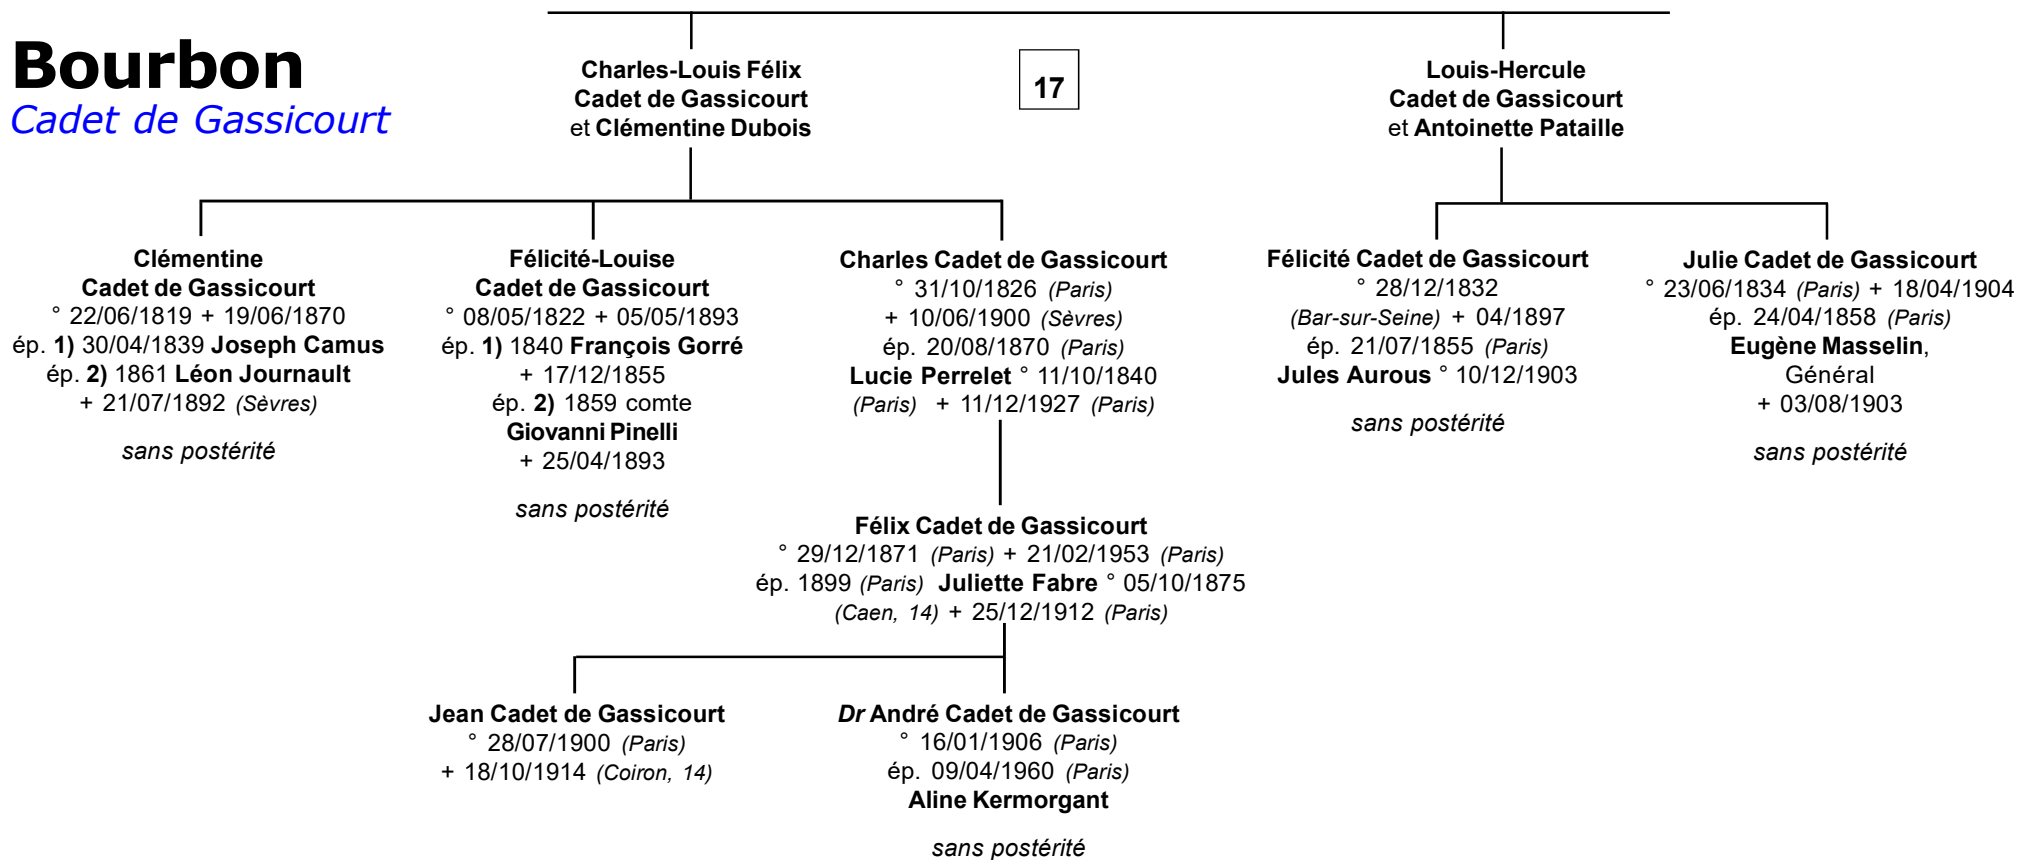 Bourbon
Cadet de Gassicourt
Charles-Louis Félix
Cadet de Gassicourt
et Clémentine Dubois
17
Louis-Hercule
Cadet de Gassicourt
et Antoinette Pataille
Clémentine
Cadet de Gassicourt
° 22/06/1819 + 19/06/1870
ép. 1) 30/04/1839 Joseph Camus
ép. 2) 1861 Léon Journault
+ 21/07/1892 (Sèvres)
sans postérité
Félicité-Louise
Cadet de Gassicourt
° 08/05/1822 + 05/05/1893
ép. 1) 1840 François Gorré
+ 17/12/1855
ép. 2) 1859 comte
Giovanni Pinelli
+ 25/04/1893
sans postérité
Charles Cadet de Gassicourt
° 31/10/1826 (Paris)
+ 10/06/1900 (Sèvres)
ép. 20/08/1870 (Paris)
Lucie Perrelet ° 11/10/1840
(Paris) + 11/12/1927 (Paris)
Félicité Cadet de Gassicourt
° 28/12/1832
(Bar-sur-Seine) + 04/1897
ép. 21/07/1855 (Paris)
Jules Aurous ° 10/12/1903
sans postérité
Julie Cadet de Gassicourt
° 23/06/1834 (Paris) + 18/04/1904
ép. 24/04/1858 (Paris)
Eugène Masselin,
Général
+ 03/08/1903
sans postérité
Félix Cadet de Gassicourt
° 29/12/1871 (Paris) + 21/02/1953 (Paris)
ép. 1899 (Paris) Juliette Fabre ° 05/10/1875
(Caen, 14) + 25/12/1912 (Paris)
Jean Cadet de Gassicourt
° 28/07/1900 (Paris)
+ 18/10/1914 (Coiron, 14)
Dr André Cadet de Gassicourt
° 16/01/1906 (Paris)
ép. 09/04/1960 (Paris)
Aline Kermorgant
sans postérité